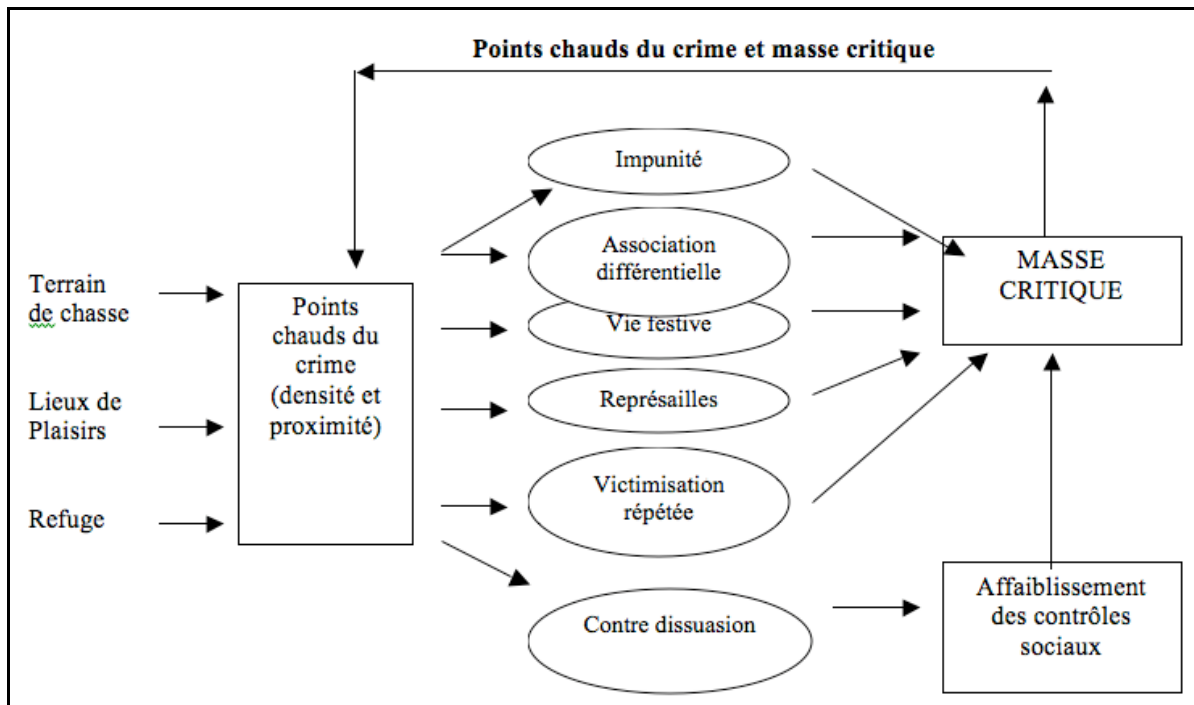 Points chauds du crime et masse critique
Terrain
de chasse
Lieux de
Plaisirs
Refuge
Points
chauds du
crime
(densité et
proximité)
Impunité
Association
différentielle
Vie festive
Représailles
Victimisation
répétée
Contre dissuasion
MASSE
CRITIQUE
Affaiblissement
des contrôles
sociaux